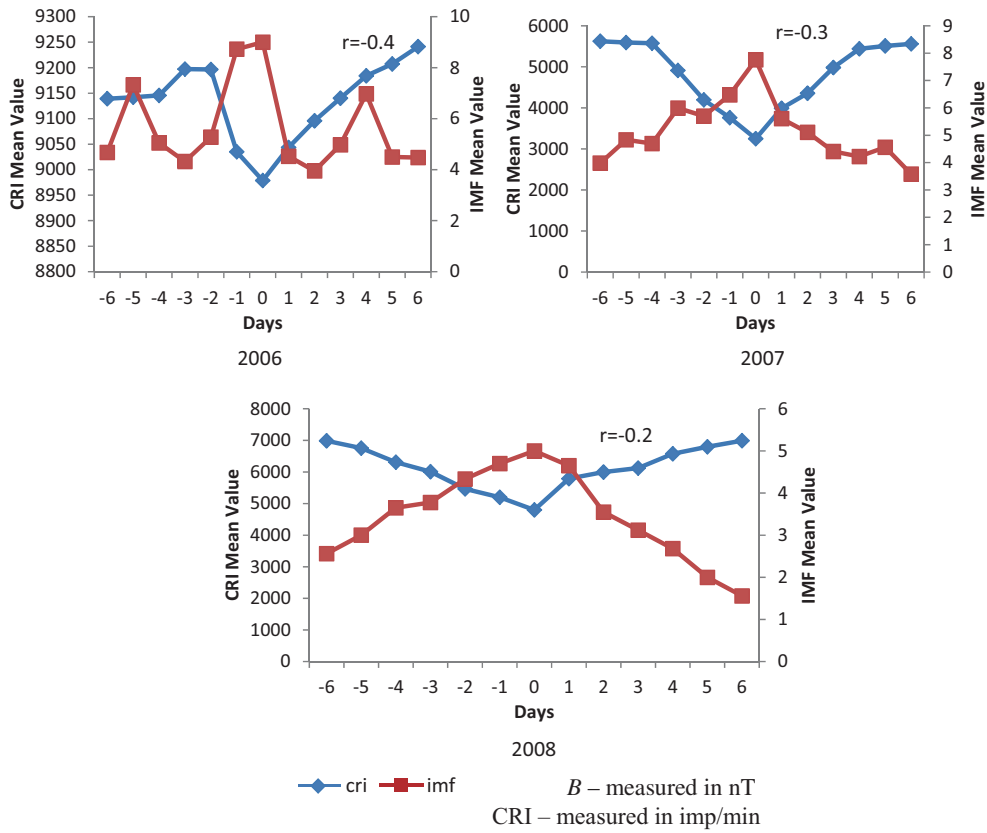 9300
9250
9200
9150
9100
9050
9000
8950
8900
8850
8800
CRI Mean Value
10
8
6
4
2
0
IMF Mean Value
r=-0.4
-6 -5 -4 -3 -2 -1 0 1 2 3 4 5 6
Days
2006
6000
5000
4000
3000
2000
1000
0
CRI Mean Value
9
8
7
6
5
4
3
2
1
0
IMF Mean Value
r=-0.3
-6 -5 -4 -3 -2 -1 0 1 2 3 4 5 6
Days
2007
8000
7000
6000
5000
4000
3000
2000
1000
0
CRI Mean Value
6
5
4
3
2
1
0
IMF Mean Value
r=-0.2
-6 -5 -4 -3 -2 -1 0 1 2 3 4 5 6
Days
2008
cri imf
B – measured in nT
CRI – measured in imp/min